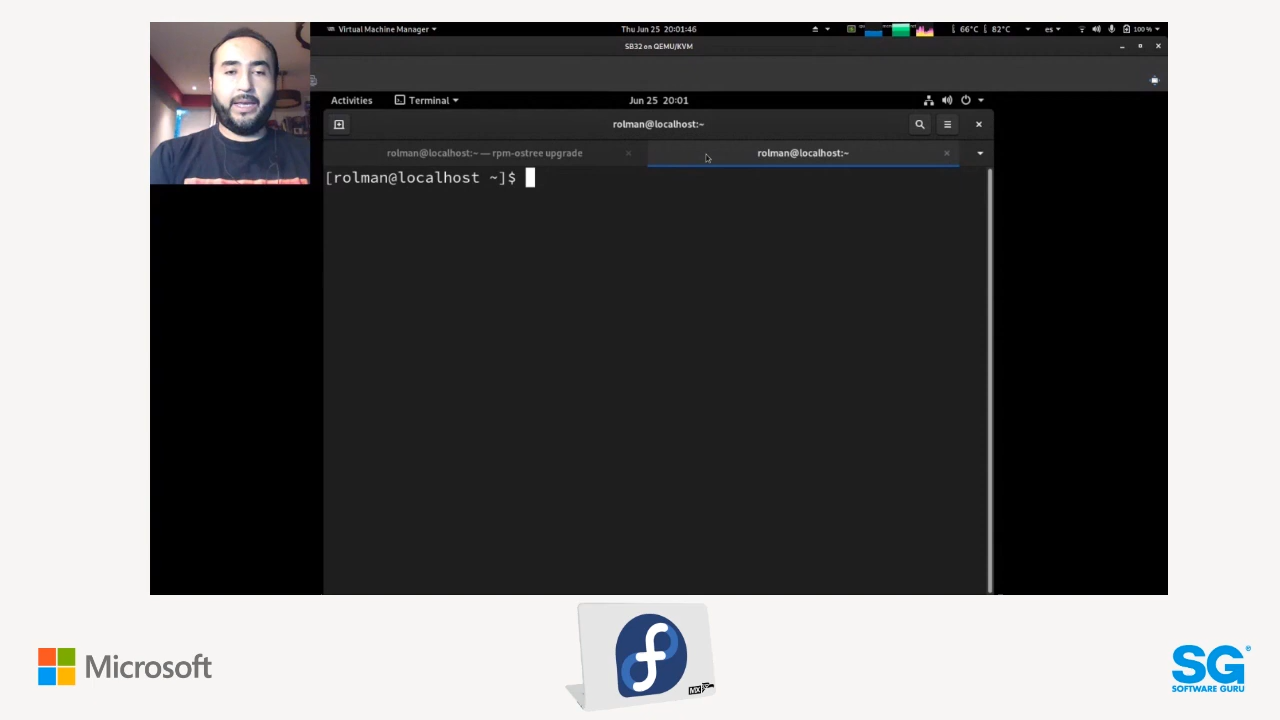 Virtual Machine Manager
Thu Jun 25 20:01:46
66°C
82°C
es
100 %
SB32 on QEMU/KVM
Activities
Terminal
Jun 25 20:01
rolman@localhost:~
rolman@localhost:~ — rpm-ostree upgrade
rolman@localhost:~
[rolman@localhost ~]$
Microsoft
f
MX
SG
SOFTWARE GURU